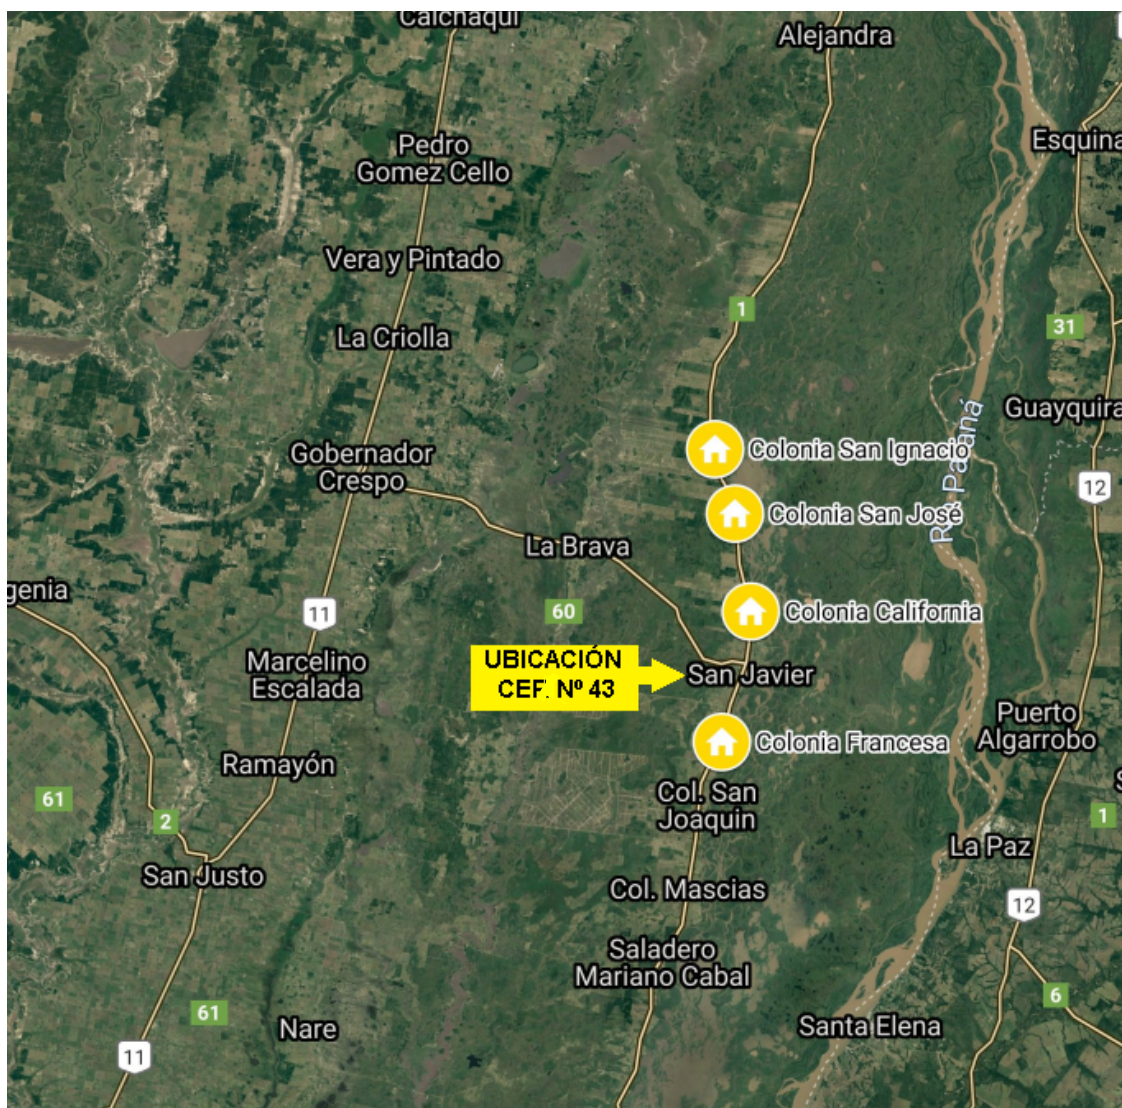 Calchaquí
Alejandra
Esquina
Pedro
Gomez Cello
Vera y Pintado
1
31
La Criolla
Guayquira
Río Paraná
Gobernador
Crespo
Colonia San Ignacio
12
Colonia San José
La Brava
genia
11
60
Colonia California
Marcelino
Escalada
UBICACIÓN
CEF. Nº 43
San Javier
Puerto
Algarrobo
Colonia Francesa
Ramayón
Col. San
Joaquin
61
2
1
La Paz
San Justo
Col. Mascias
12
Saladero
Mariano Cabal
6
61
Nare
Santa Elena
11